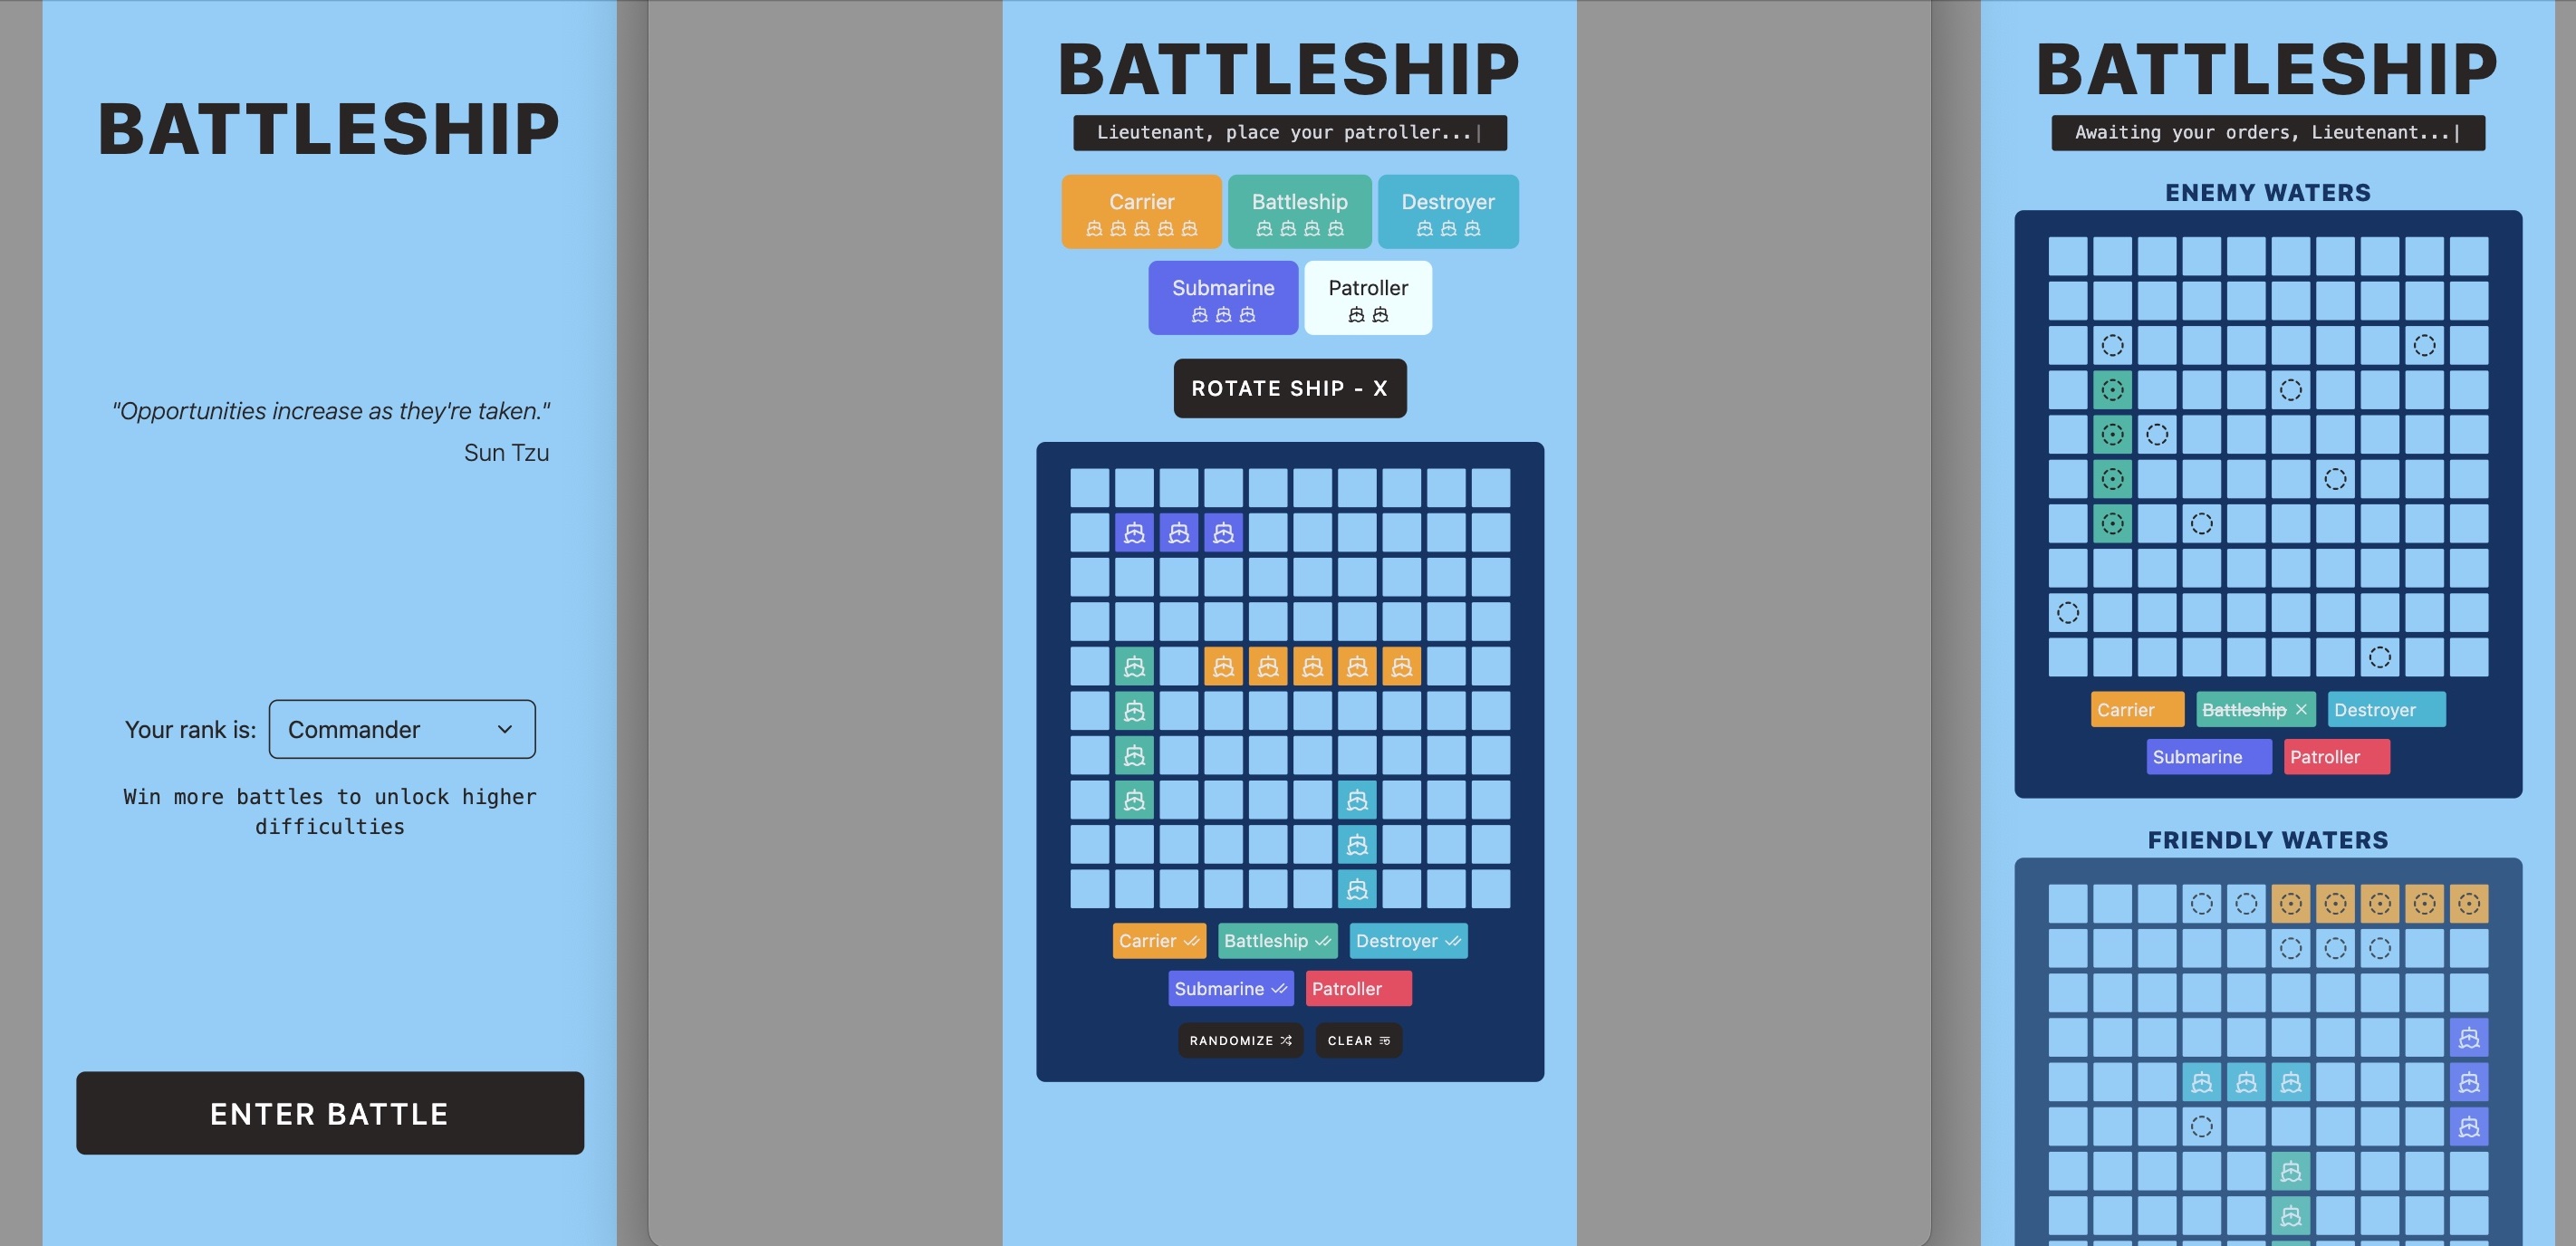 BATTLESHIP
"Opportunities increase as they're taken."
Sun Tzu
Your rank is: Commander
Win more battles to unlock higher
difficulties
ENTER BATTLE
BATTLESHIP
Lieutenant, place your patroller...|
Carrier Battleship Destroyer
Submarine Patroller
ROTATE SHIP - X
Carrier Battleship Destroyer
Submarine Patroller
RANDOMIZE CLEAR
BATTLESHIP
Awaiting your orders, Lieutenant...|
ENEMY WATERS
Carrier Battleship Destroyer
Submarine Patroller
FRIENDLY WATERS